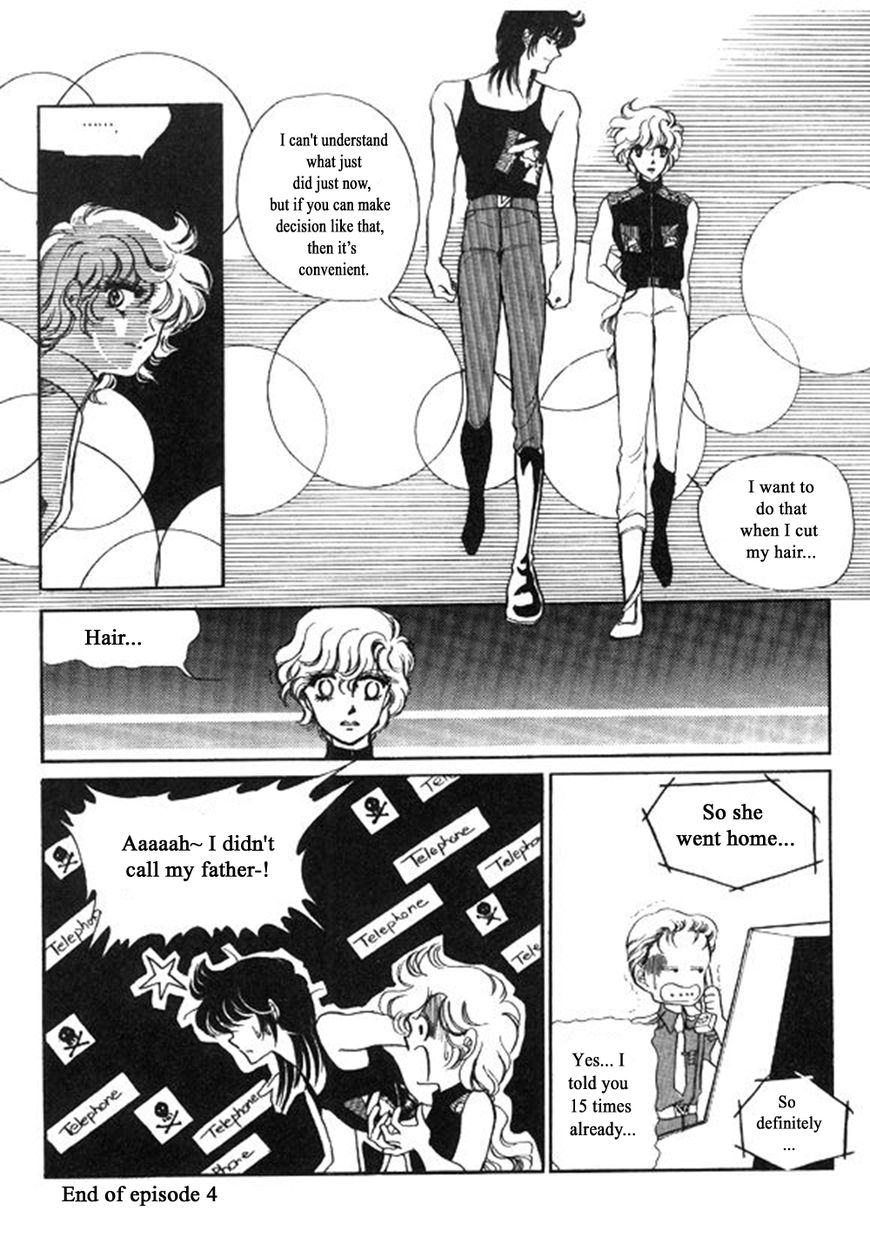 .......,
I can't understand
what just
did just now,
but if you can make
decision like that,
then it's
convenient.
I want to
do that
when I cut
my hair...
Hair...
Aaaaah~ I didn't
call my father-!
Telephone
Telephone
Telephone
Telephone
Telephone
Telephone
Telephone
So she
went home...
Yes... I
told you
15 times
already...
So
definitely
...
End of episode 4